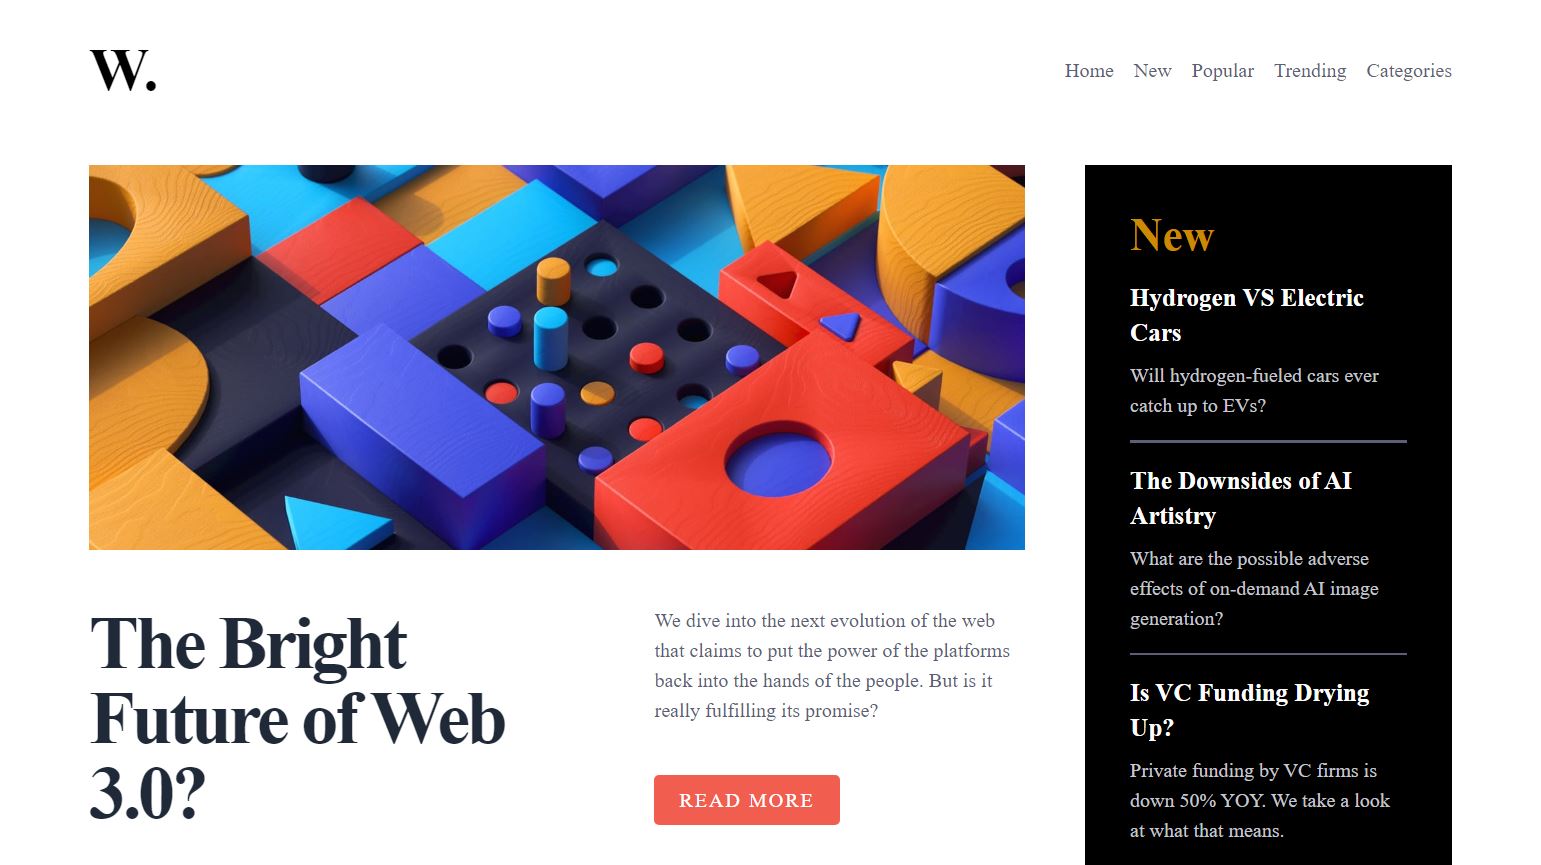 W.
Home New Popular Trending Categories
The Bright
Future of Web
3.0?
We dive into the next evolution of the web
that claims to put the power of the platforms
back into the hands of the people. But is it
really fulfilling its promise?
READ MORE
New
Hydrogen VS Electric
Cars
Will hydrogen-fueled cars ever
catch up to EVs?
The Downsides of AI
Artistry
What are the possible adverse
effects of on-demand AI image
generation?
Is VC Funding Drying
Up?
Private funding by VC firms is
down 50% YOY. We take a look
at what that means.